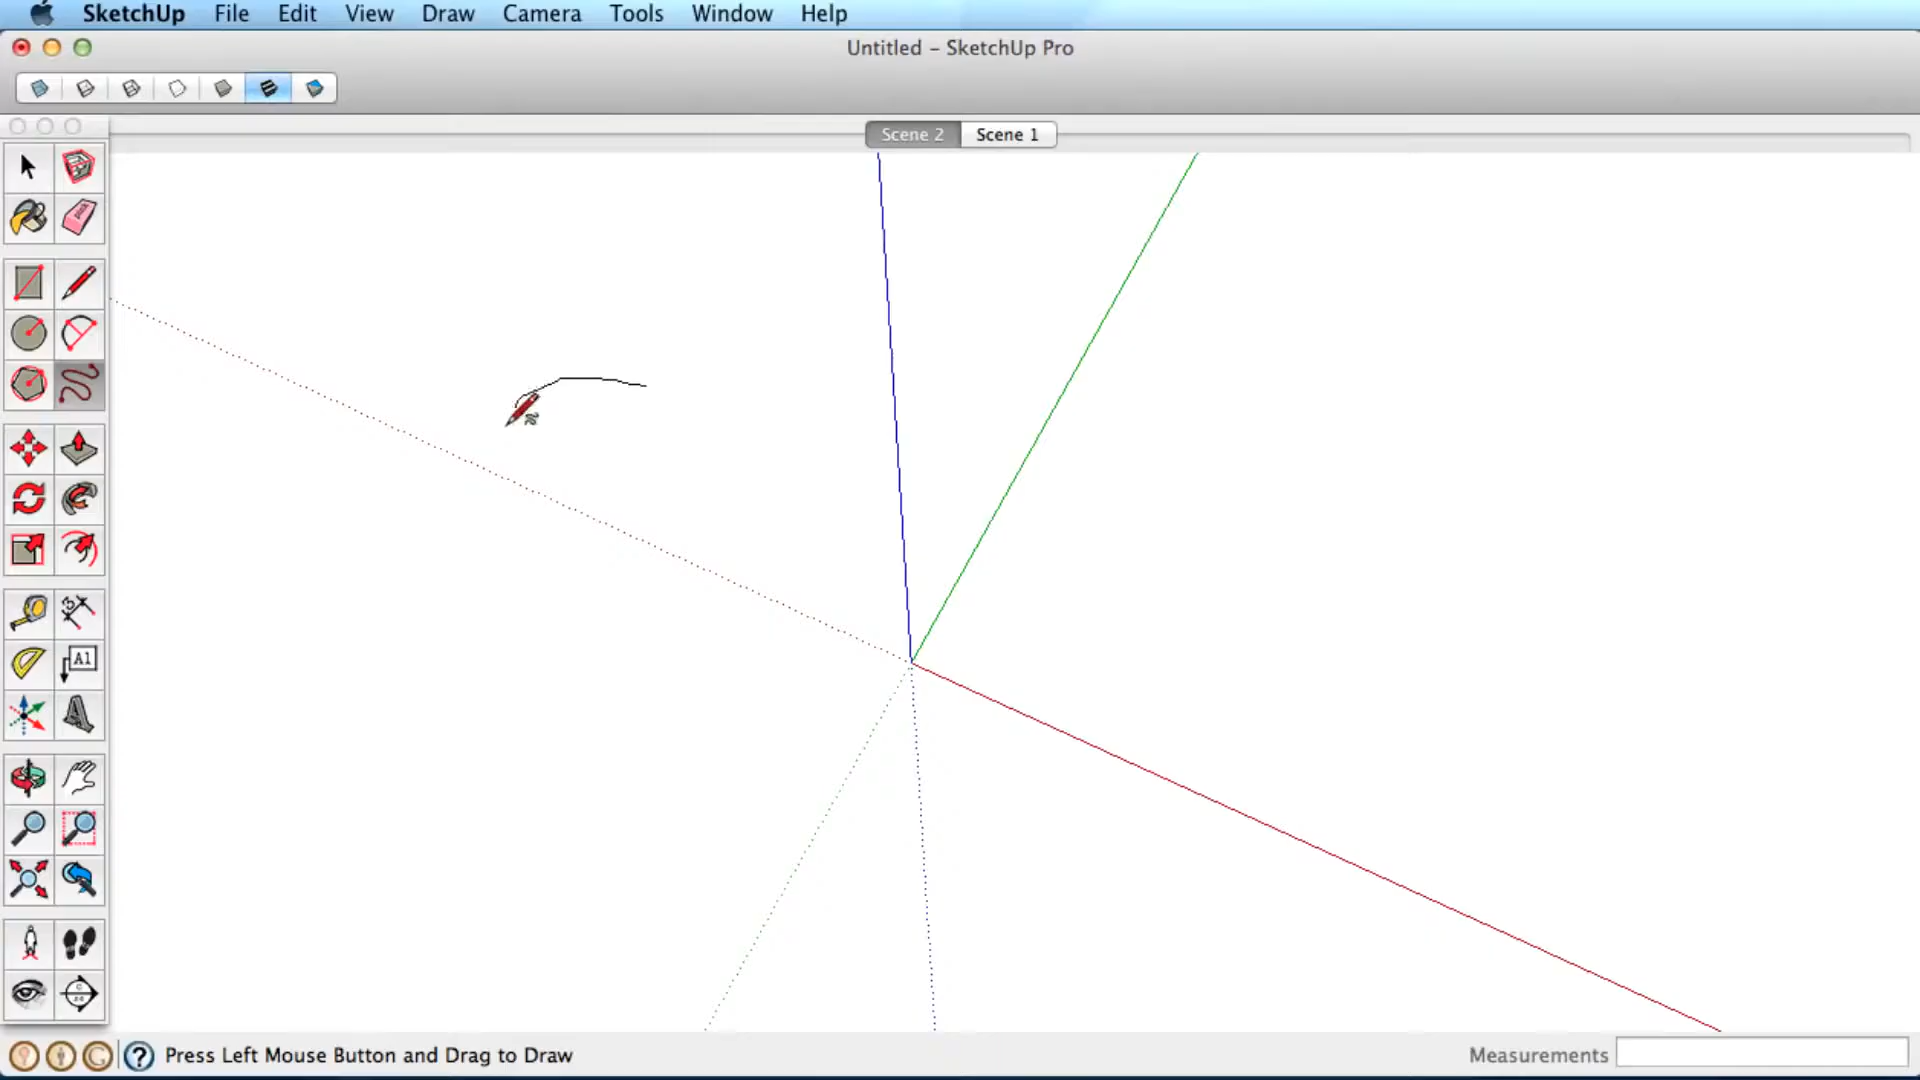 SketchUp File Edit View Draw Camera Tools Window Help
Untitled – SketchUp Pro
Scene 2 Scene 1
A1
Press Left Mouse Button and Drag to Draw
Measurements